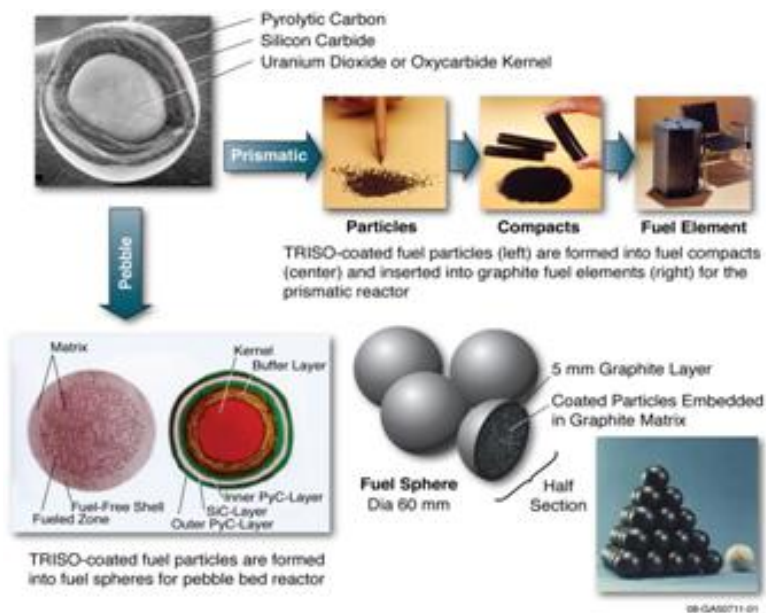 Pyrolytic Carbon
Silicon Carbide
Uranium Dioxide or Oxycarbide Kernel
Prismatic
Particles
Compacts
Fuel Element
TRISO-coated fuel particles (left) are formed into fuel compacts
(center) and inserted into graphite fuel elements (right) for the
prismatic reactor
Pebble
Matrix
Kernel
Buffer Layer
Fuel-Free Shell
Fueled Zone
Inner PyC-Layer
SiC-Layer
Outer PyC-Layer
TRISO-coated fuel particles are formed
into fuel spheres for pebble bed reactor
5 mm Graphite Layer
Coated Particles Embedded
in Graphite Matrix
Fuel Sphere
Dia 60 mm
Half
Section
08-GA50711-01